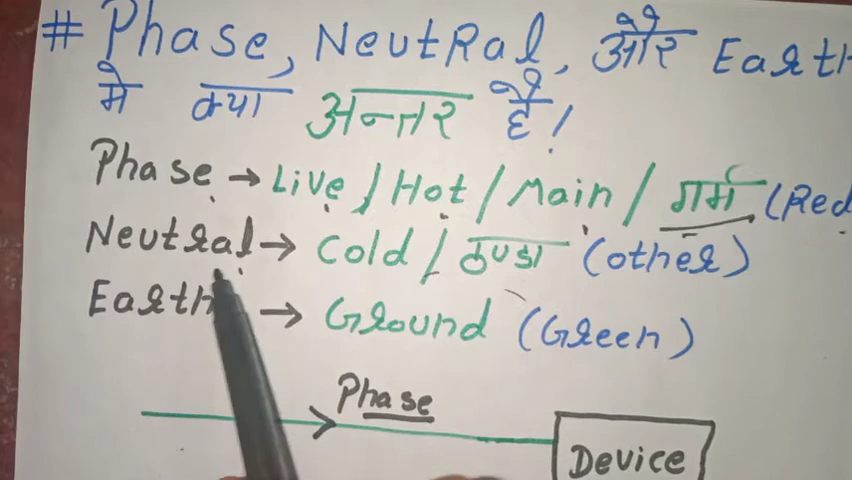 # Phase, Neutral, और Earth
मे क्या अन्तर है!
Phase → Live / Hot / Main / गर्म (Red
Neutral → Cold / ठण्डा (other)
Earth → Ground (Green)
Phase
Device